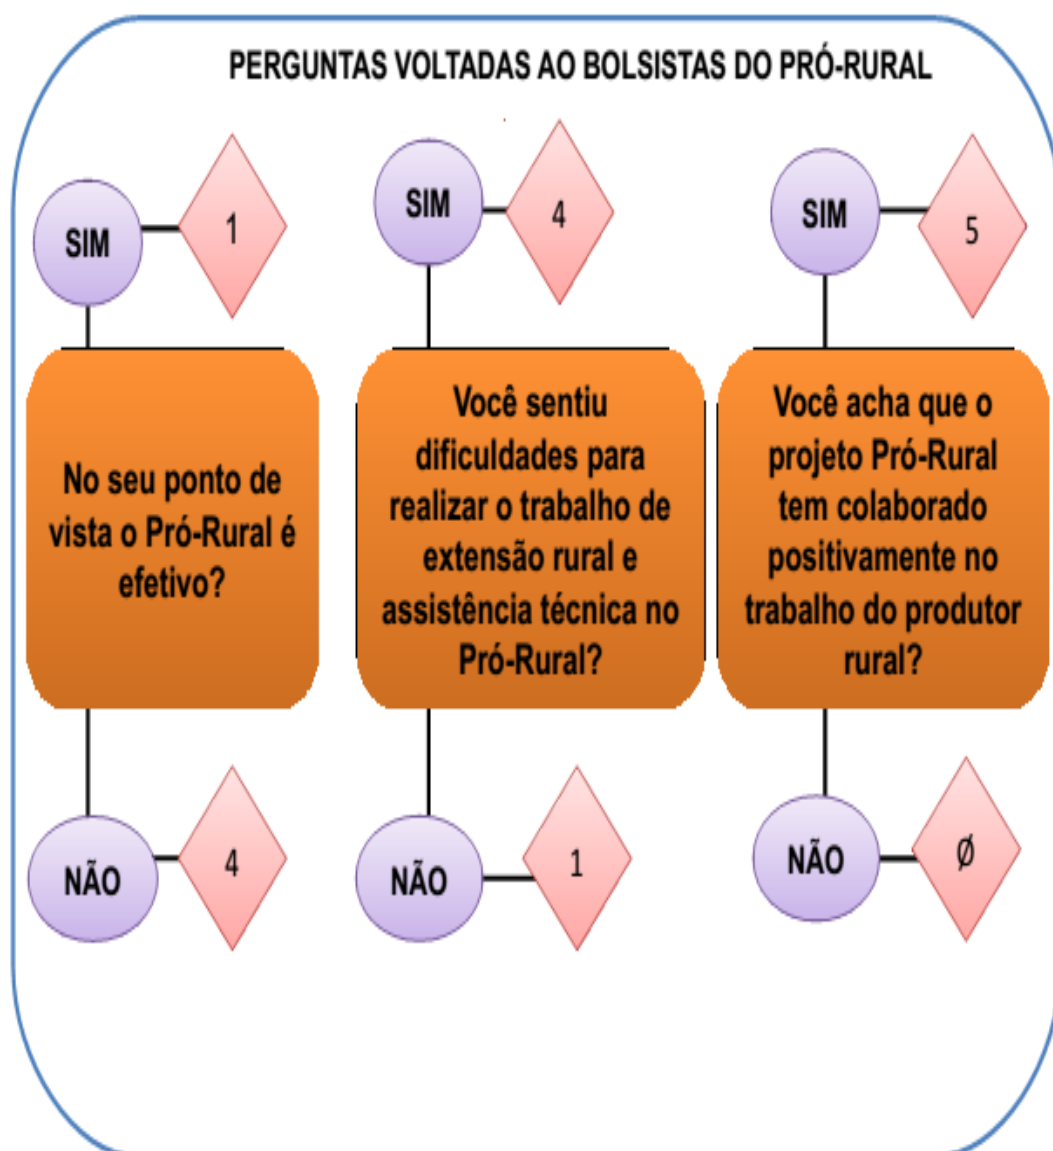 PERGUNTAS VOLTADAS AO BOLSISTAS DO PRÓ-RURAL
SIM
1
No seu ponto de
vista o Pró-Rural é
efetivo?
NÃO
4
SIM
4
Você sentiu
dificuldades para
realizar o trabalho de
extensão rural e
assistência técnica no
Pró-Rural?
NÃO
1
SIM
5
Você acha que o
projeto Pró-Rural
tem colaborado
positivamente no
trabalho do produtor
rural?
NÃO
Ø